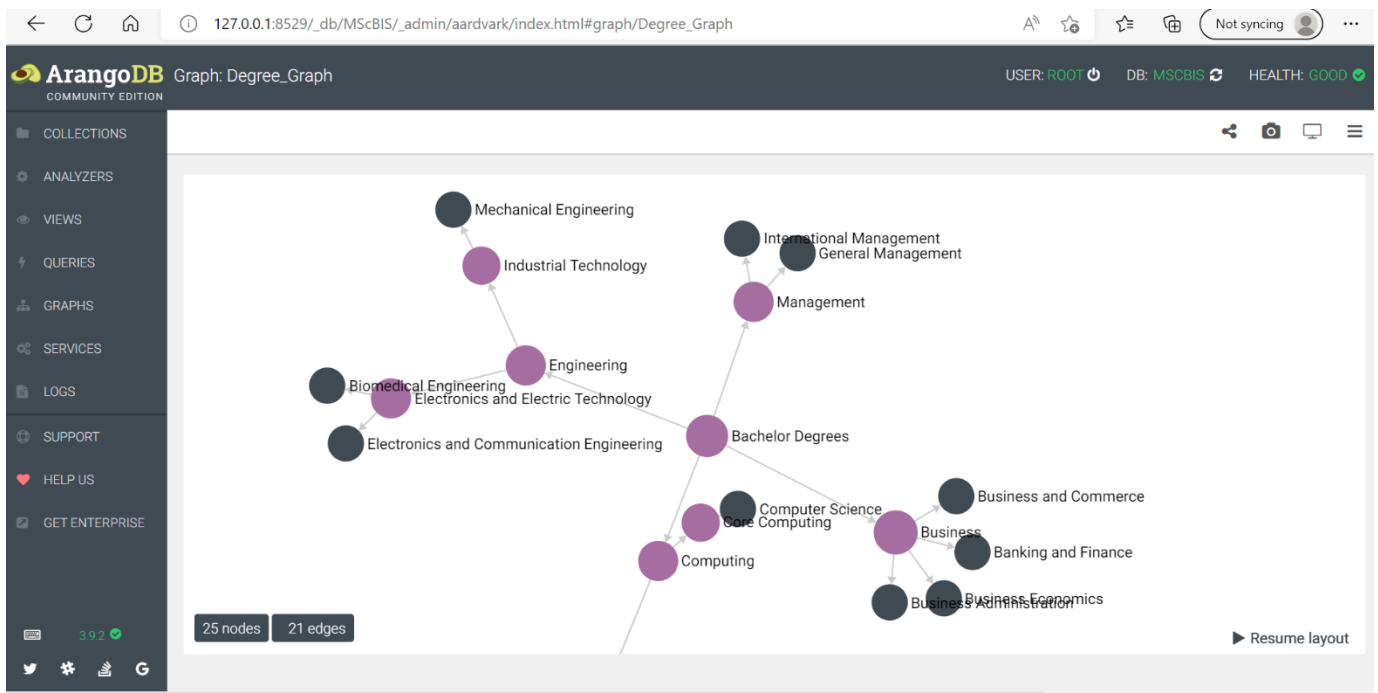 127.0.0.1:8529/_db/MScBIS/_admin/aardvark/index.html#graph/Degree_Graph
Not syncing
ArangoDB
COMMUNITY EDITION
Graph: Degree_Graph
USER: ROOT
DB: MSCBIS
HEALTH: GOOD
COLLECTIONS
ANALYZERS
VIEWS
QUERIES
GRAPHS
SERVICES
LOGS
SUPPORT
HELP US
GET ENTERPRISE
3.9.2
Mechanical Engineering
Industrial Technology
International Management
General Management
Management
Engineering
Biomedical Engineering
Electronics and Electric Technology
Electronics and Communication Engineering
Bachelor Degrees
Computer Science
Core Computing
Computing
Business and Commerce
Business
Banking and Finance
Business Economics
Business Administration
25 nodes
21 edges
Resume layout